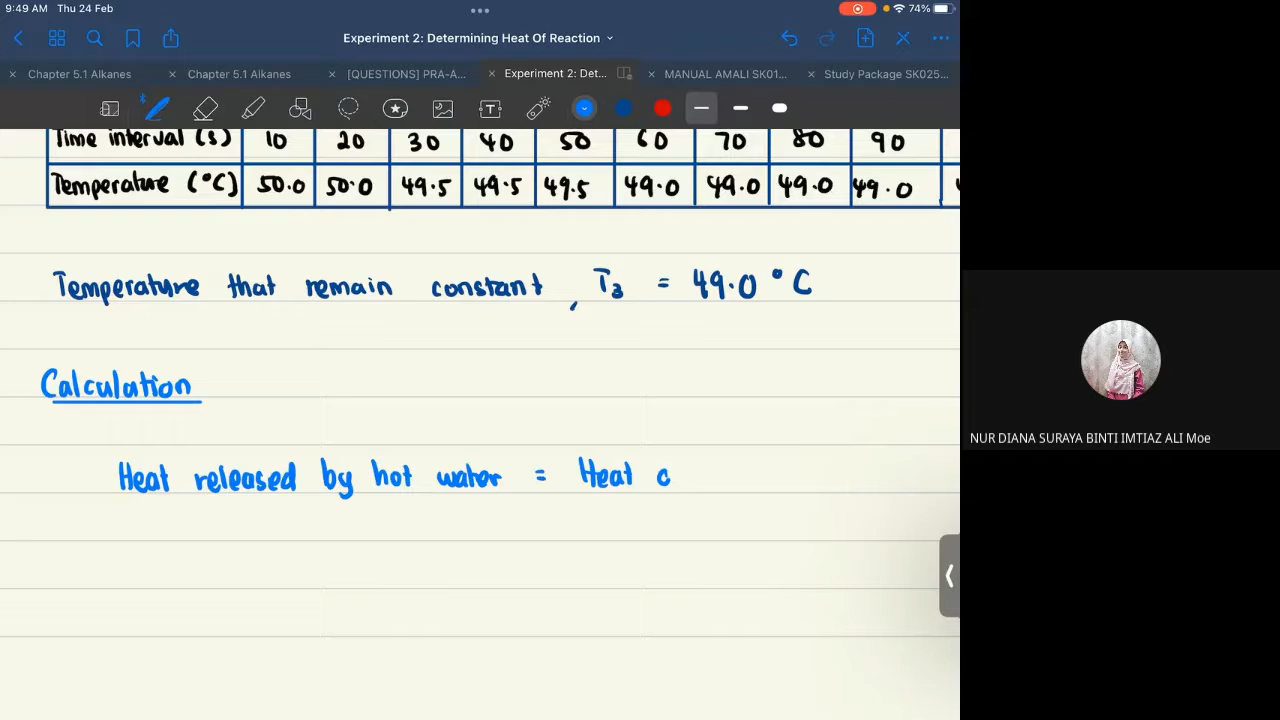 9:49 AM Thu 24 Feb
74%
Experiment 2: Determining Heat Of Reaction
Chapter 5.1 Alkanes
Chapter 5.1 Alkanes
[QUESTIONS] PRA-A...
Experiment 2: Det...
MANUAL AMALI SK01...
Study Package SK025...
Time interval (s) 10 20 30 40 50 60 70 80 90
Temperature (°C) 50.0 50.0 49.5 49.5 49.5 49.0 49.0 49.0 49.0
Temperature that remain constant, T3 = 49.0 °C
Calculation
Heat released by hot water = Heat
NUR DIANA SURAYA BINTI IMTIAZ ALI Moe